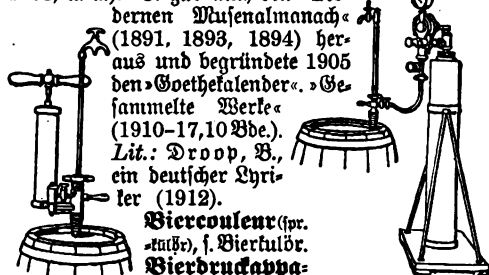 dernen Musenalmanach«
(1891, 1893, 1894) her-
aus und begründete 1905
den »Goethekalender«. »Ge-
sammelte Werke«
(1910–17, 10 Bde.).
Lit.: Droop, B.,
ein deutscher Lyri-
ker (1912).
Biercouleur (spr.
-kulȫr), s. Bierkulör.
Bierdruckappa-